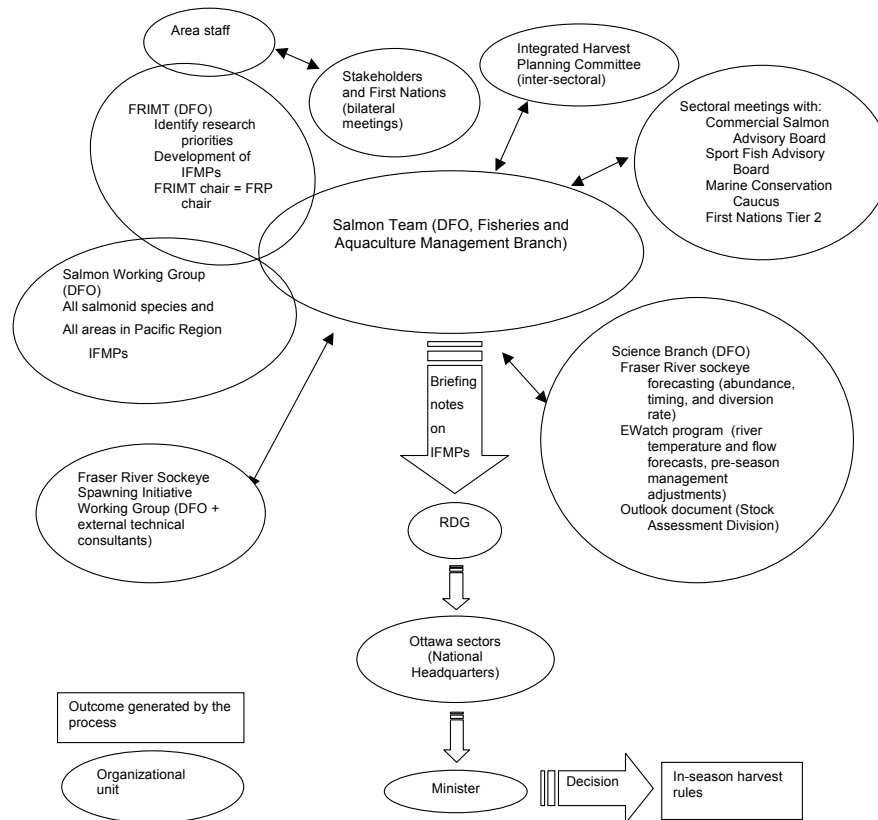 Area staff
Stakeholders
and First Nations
(bilateral
meetings)
Integrated Harvest
Planning Committee
(inter-sectoral)
Sectoral meetings with:
Commercial Salmon
Advisory Board
Sport Fish Advisory
Board
Marine Conservation
Caucus
First Nations Tier 2
FRIMT (DFO)
Identify research
priorities
Development of
IFMPs
FRIMT chair = FRP
chair
Salmon Team (DFO, Fisheries and
Aquaculture Management Branch)
Salmon Working Group
(DFO)
All salmonid species and
All areas in Pacific Region
IFMPs
Briefing
notes
on
IFMPs
Science Branch (DFO)
Fraser River sockeye
forecasting (abundance,
timing, and diversion
rate)
EWatch program (river
temperature and flow
forecasts, pre-season
management
adjustments)
Outlook document (Stock
Assessment Division)
Fraser River Sockeye
Spawning Initiative
Working Group (DFO +
external technical
consultants)
RDG
Ottawa sectors
(National
Headquarters)
Outcome generated by the
process
Organizational
unit
Minister
Decision
In-season harvest
rules